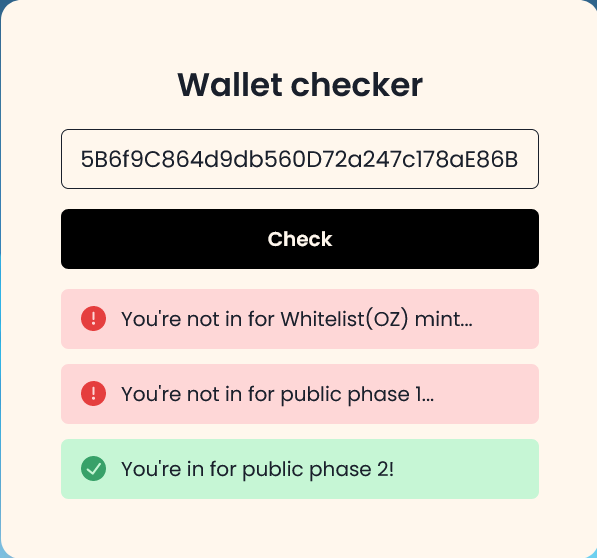 Wallet checker
5B6f9C864d9db560D72a247c178aE86B
Check
You're not in for Whitelist(OZ) mint...
You're not in for public phase 1...
You're in for public phase 2!